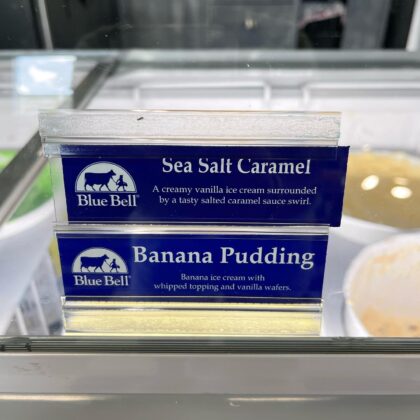 Sea Salt Caramel
A creamy vanilla ice cream surrounded
by a tasty salted caramel sauce swirl.
Blue Bell®
Banana Pudding
Banana ice cream with
whipped topping and vanilla wafers.
Blue Bell®